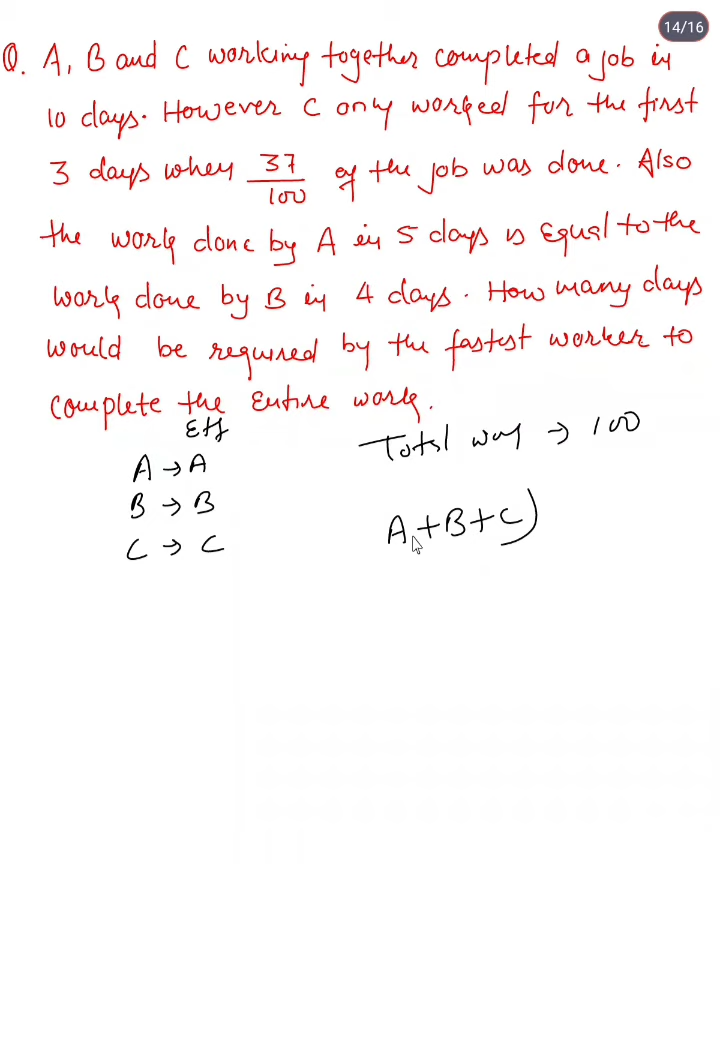 14/16
Q. A, B and C working together completed a job in
10 days. However C only worked for the first
3 days when 37/100 of the job was done. Also
the work done by A in 5 days is Equal to the
work done by B in 4 days. How many days
would be required by the fastest worker to
complete the Entire work.
Eff
Total work → 100
A → A
B → B
C → C
A + B + C)